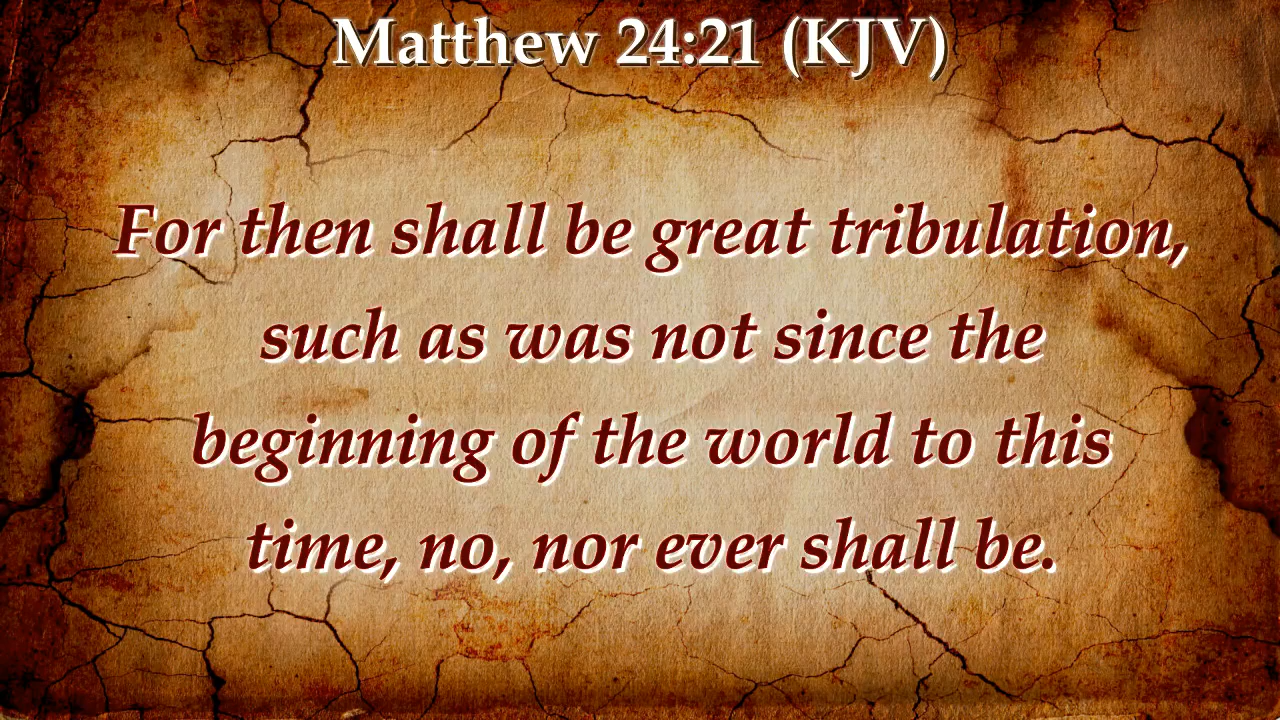 Matthew 24:21 (KJV)
For then shall be great tribulation,
such as was not since the
beginning of the world to this
time, no, nor ever shall be.